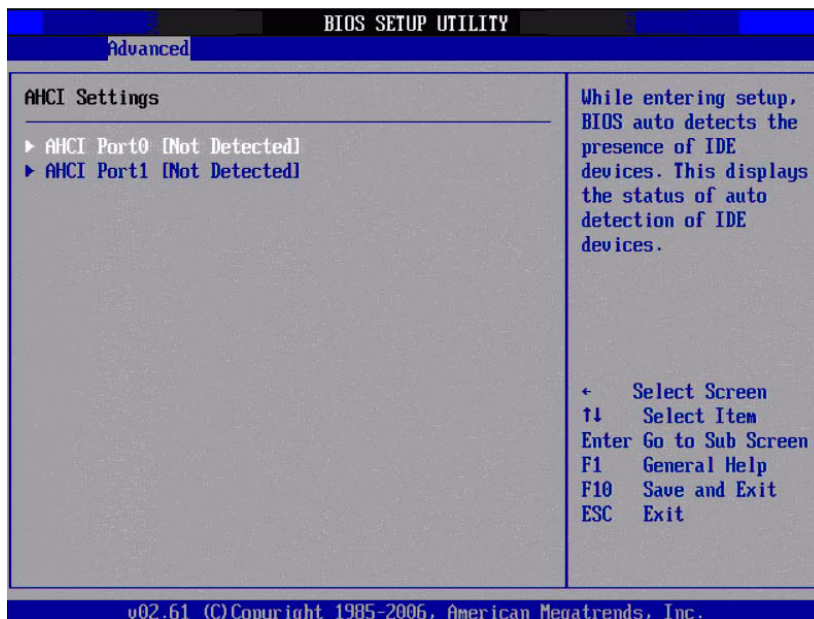 BIOS SETUP UTILITY
Advanced
AHCI Settings
▶ AHCI Port0 [Not Detected]
▶ AHCI Port1 [Not Detected]
While entering setup,
BIOS auto detects the
presence of IDE
devices. This displays
the status of auto
detection of IDE
devices.
← Select Screen
↑↓ Select Item
Enter Go to Sub Screen
F1 General Help
F10 Save and Exit
ESC Exit
v02.61 (C)Copyright 1985-2006, American Megatrends, Inc.